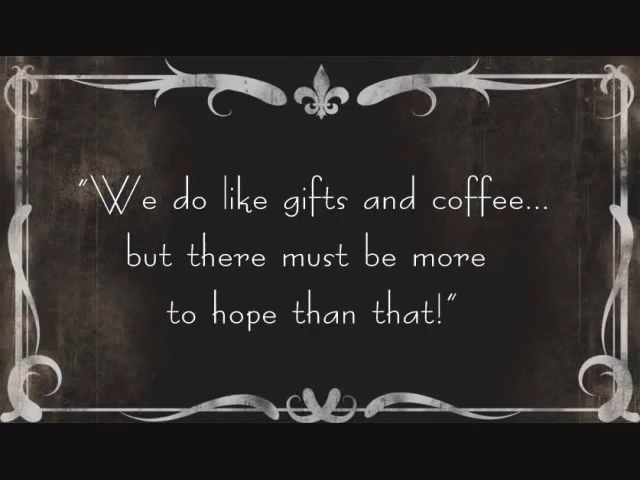 "We do like gifts and coffee...
but there must be more
to hope than that!"